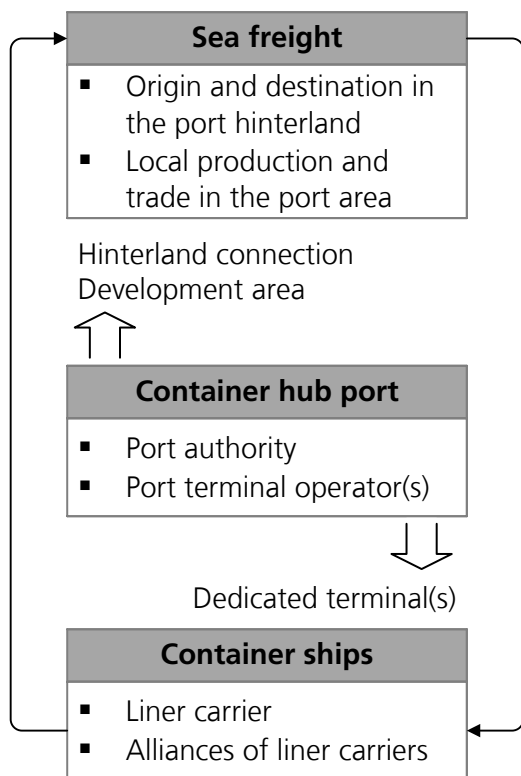 Sea freight
▪ Origin and destination in
the port hinterland
▪ Local production and
trade in the port area
Hinterland connection
Development area
Container hub port
▪ Port authority
▪ Port terminal operator(s)
Dedicated terminal(s)
Container ships
▪ Liner carrier
▪ Alliances of liner carriers